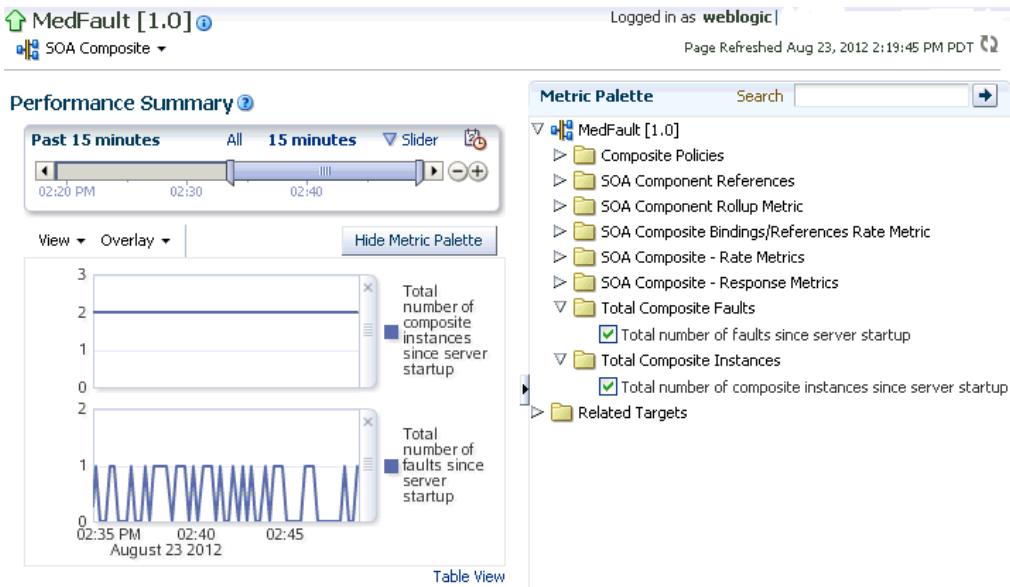 MedFault [1.0]
Logged in as weblogic|
SOA Composite
Page Refreshed Aug 23, 2012 2:19:45 PM PDT
Performance Summary
Past 15 minutes All 15 minutes Slider
02:20 PM 02:30 02:40
View Overlay Hide Metric Palette
3
2
1
0
Total
number of
composite
instances
since server
startup
2
1
0
Total
number of
faults since
server
startup
02:35 PM 02:40 02:45
August 23 2012
Table View
Metric Palette Search
MedFault [1.0]
Composite Policies
SOA Component References
SOA Component Rollup Metric
SOA Composite Bindings/References Rate Metric
SOA Composite - Rate Metrics
SOA Composite - Response Metrics
Total Composite Faults
Total number of faults since server startup
Total Composite Instances
Total number of composite instances since server startup
Related Targets